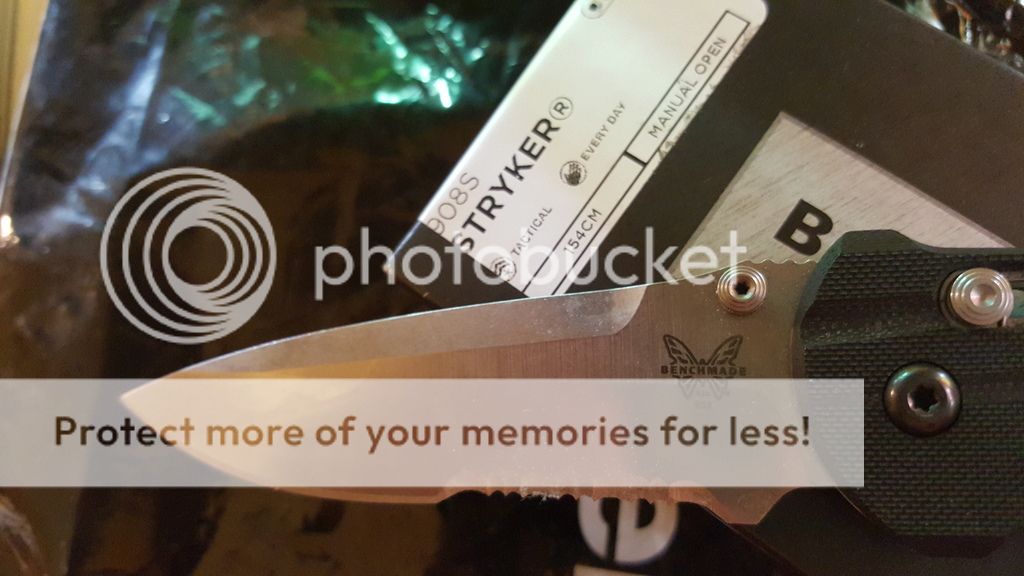 908S
STRYKER®
TACTICAL
EVERY DAY
154CM
MANUAL OPEN
B
photobucket
BENCHMADE
Protect more of your memories for less!